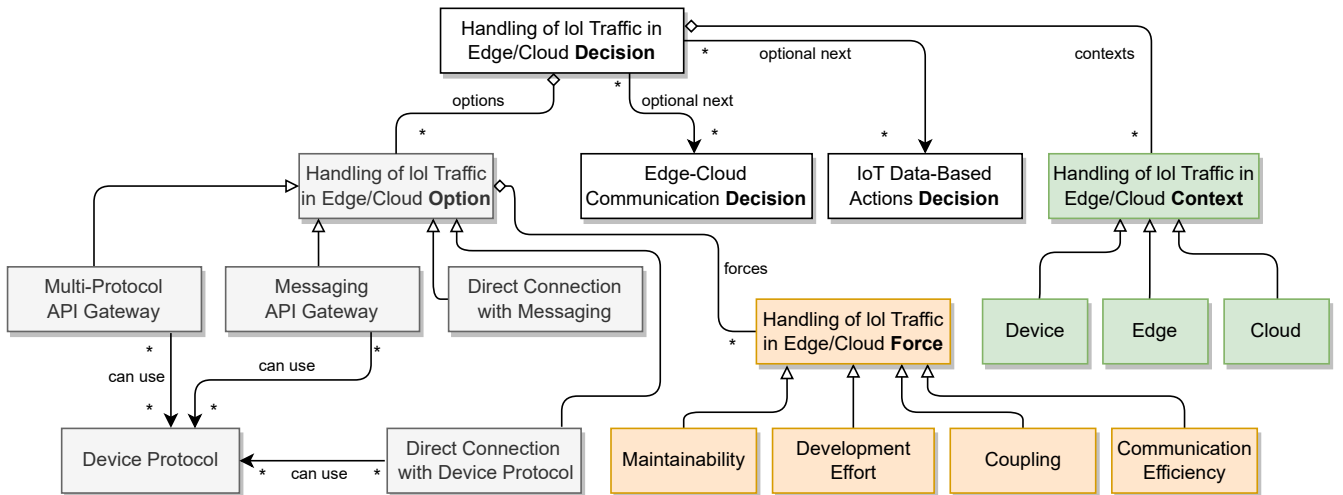 Handling of IoI Traffic in
Edge/Cloud Decision
*
optional next
contexts
options
*
optional next
*
*
*
*
Handling of IoI Traffic
in Edge/Cloud Option
Edge-Cloud
Communication Decision
IoT Data-Based
Actions Decision
Handling of IoI Traffic in
Edge/Cloud Context
forces
Multi-Protocol
API Gateway
Messaging
API Gateway
Direct Connection
with Messaging
Handling of IoI Traffic
in Edge/Cloud Force
*
Device
Edge
Cloud
*
*
can use
can use
*
*
Device Protocol
*
can use
*
Direct Connection
with Device Protocol
Maintainability
Development
Effort
Coupling
Communication
Efficiency